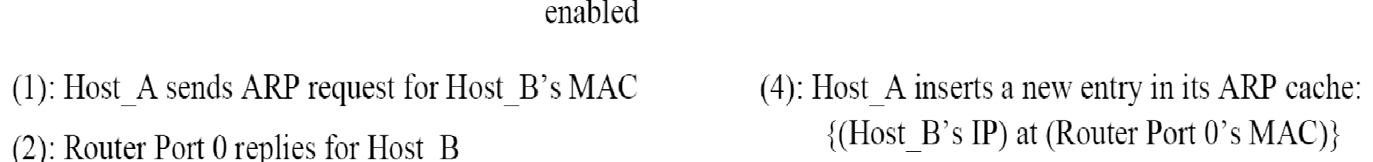 enabled
(1): Host_A sends ARP request for Host_B's MAC
(2): Router Port 0 replies for Host_B
(4): Host_A inserts a new entry in its ARP cache:
{(Host_B's IP) at (Router Port 0's MAC)}